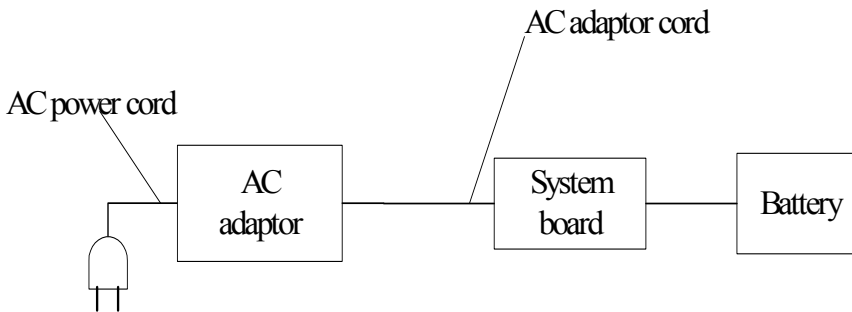 AC adaptor cord
AC power cord
AC
adaptor
System
board
Battery